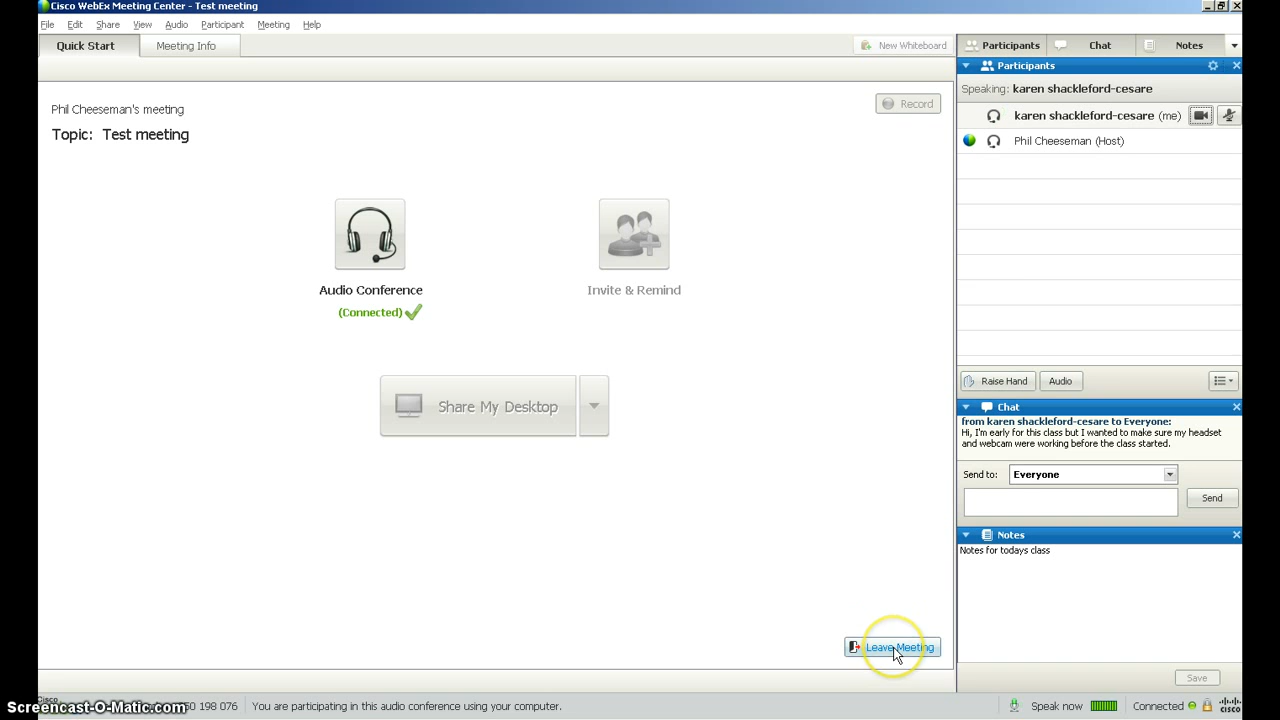 Cisco WebEx Meeting Center - Test meeting
File Edit Share View Audio Participant Meeting Help
Quick Start Meeting Info New Whiteboard
Participants Chat Notes
Participants
Speaking: karen shackleford-cesare
Phil Cheeseman's meeting
Record
Topic: Test meeting
karen shackleford-cesare (me)
Phil Cheeseman (Host)
Audio Conference
(Connected)
Invite & Remind
Share My Desktop
Raise Hand Audio
Chat
from karen shackleford-cesare to Everyone:
Hi, I'm early for this class but I wanted to make sure my headset
and webcam were working before the class started.
Send to: Everyone
Send
Notes
Notes for todays class
Leave Meeting
Save
Screencast-O-Matic.com
198 076 You are participating in this audio conference using your computer.
Speak now Connected
cisco